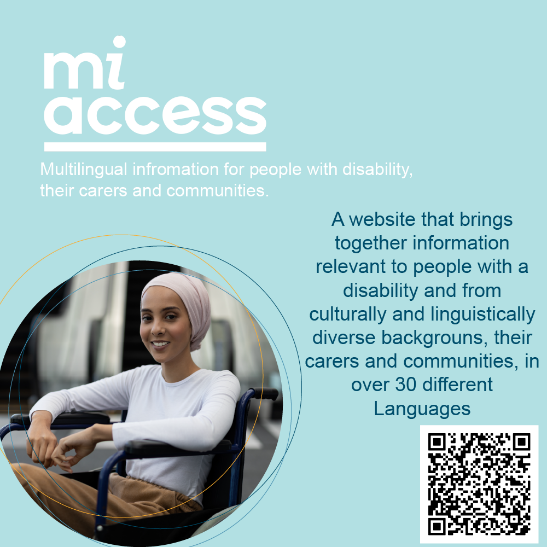 mi
access
Multilingual infromation for people with disability,
their carers and communities.
A website that brings
together information
relevant to people with a
disability and from
culturally and linguistically
diverse backgrouns, their
carers and communities, in
over 30 different
Languages